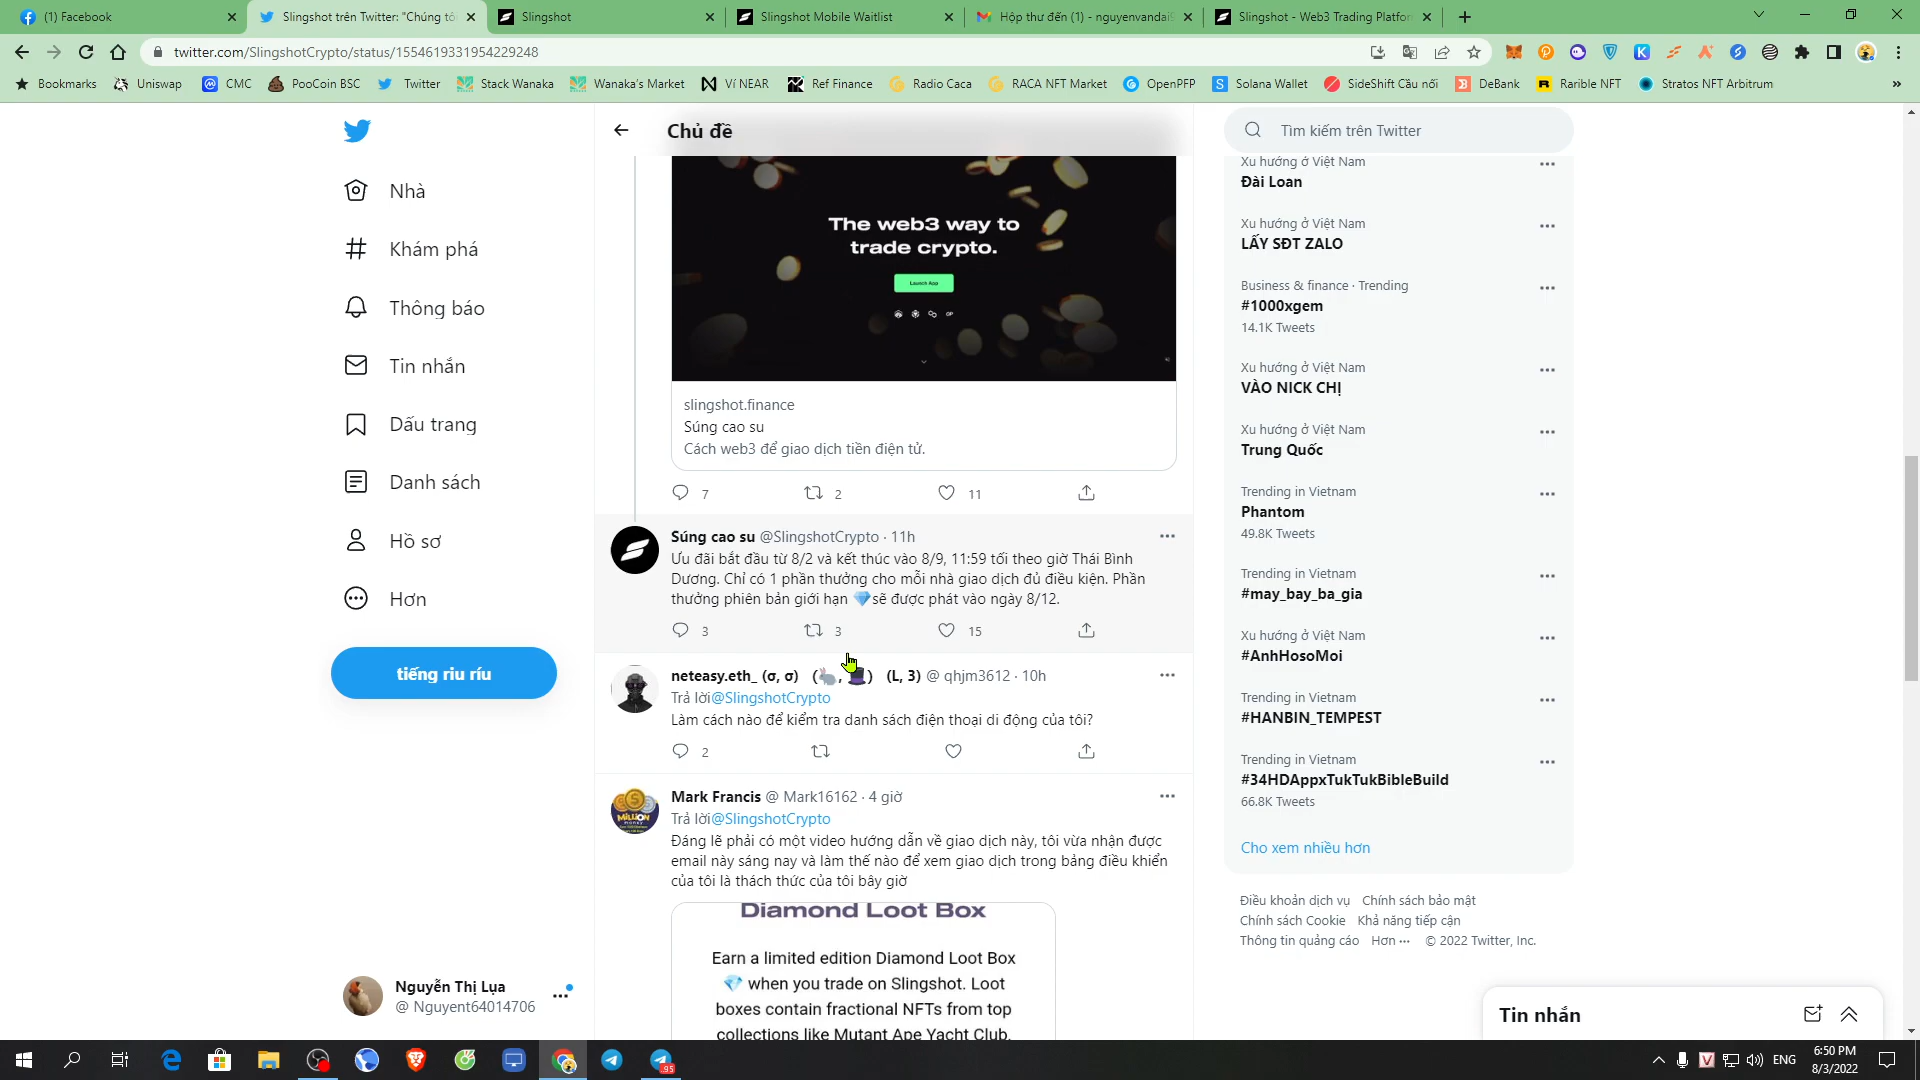 (1) Facebook
Slingshot trên Twitter: "Chúng tôi
Slingshot
Slingshot Mobile Waitlist
Hộp thư đến (1) - nguyenvandai9
Slingshot - Web3 Trading Platform
twitter.com/SlingshotCrypto/status/1554619331954229248
Bookmarks
Uniswap
CMC
PooCoin BSC
Twitter
Stack Wanaka
Wanaka's Market
Ví NEAR
Ref Finance
Radio Caca
RACA NFT Market
OpenPFP
Solana Wallet
SideShift Cầu nối
DeBank
Rarible NFT
Stratos NFT Arbitrum
»
Nhà
Khám phá
Thông báo
Tin nhắn
Dấu trang
Danh sách
Hồ sơ
Hơn
tiếng riu ríu
Nguyễn Thị Lụa
@ Nguyent64014706
Chủ đề
The web3 way to
trade crypto.
Launch App
slingshot.finance
Súng cao su
Cách web3 để giao dịch tiền điện tử.
7
2
11
Súng cao su @SlingshotCrypto · 11h
Ưu đãi bắt đầu từ 8/2 và kết thúc vào 8/9, 11:59 tối theo giờ Thái Bình
Dương. Chỉ có 1 phần thưởng cho mỗi nhà giao dịch đủ điều kiện. Phần
thưởng phiên bản giới hạn 💎 sẽ được phát vào ngày 8/12.
3
3
15
neteasy.eth_ (σ, σ) (🐇, 🎩) (L, 3) @ qhjm3612 · 10h
Trả lời@SlingshotCrypto
Làm cách nào để kiểm tra danh sách điện thoại di động của tôi?
2
Mark Francis @ Mark16162 · 4 giờ
Trả lời@SlingshotCrypto
Đáng lẽ phải có một video hướng dẫn về giao dịch này, tôi vừa nhận được
email này sáng nay và làm thế nào để xem giao dịch trong bảng điều khiển
của tôi là thách thức của tôi bây giờ
MILLION
Diamond Loot Box
Earn a limited edition Diamond Loot Box
💎 when you trade on Slingshot. Loot
boxes contain fractional NFTs from top
collections like Mutant Ape Yacht Club,
Tìm kiếm trên Twitter
Xu hướng ở Việt Nam
Đài Loan
Xu hướng ở Việt Nam
LẤY SĐT ZALO
Business & finance · Trending
#1000xgem
14.1K Tweets
Xu hướng ở Việt Nam
VÀO NICK CHỊ
Xu hướng ở Việt Nam
Trung Quốc
Trending in Vietnam
Phantom
49.8K Tweets
Trending in Vietnam
#may_bay_ba_gia
Xu hướng ở Việt Nam
#AnhHosoMoi
Trending in Vietnam
#HANBIN_TEMPEST
Trending in Vietnam
#34HDAppxTukTukBibleBuild
66.8K Tweets
Cho xem nhiều hơn
Điều khoản dịch vụ Chính sách bảo mật
Chính sách Cookie Khả năng tiếp cận
Thông tin quảng cáo Hơn ··· © 2022 Twitter, Inc.
Tin nhắn
.95
ENG
6:50 PM
8/3/2022